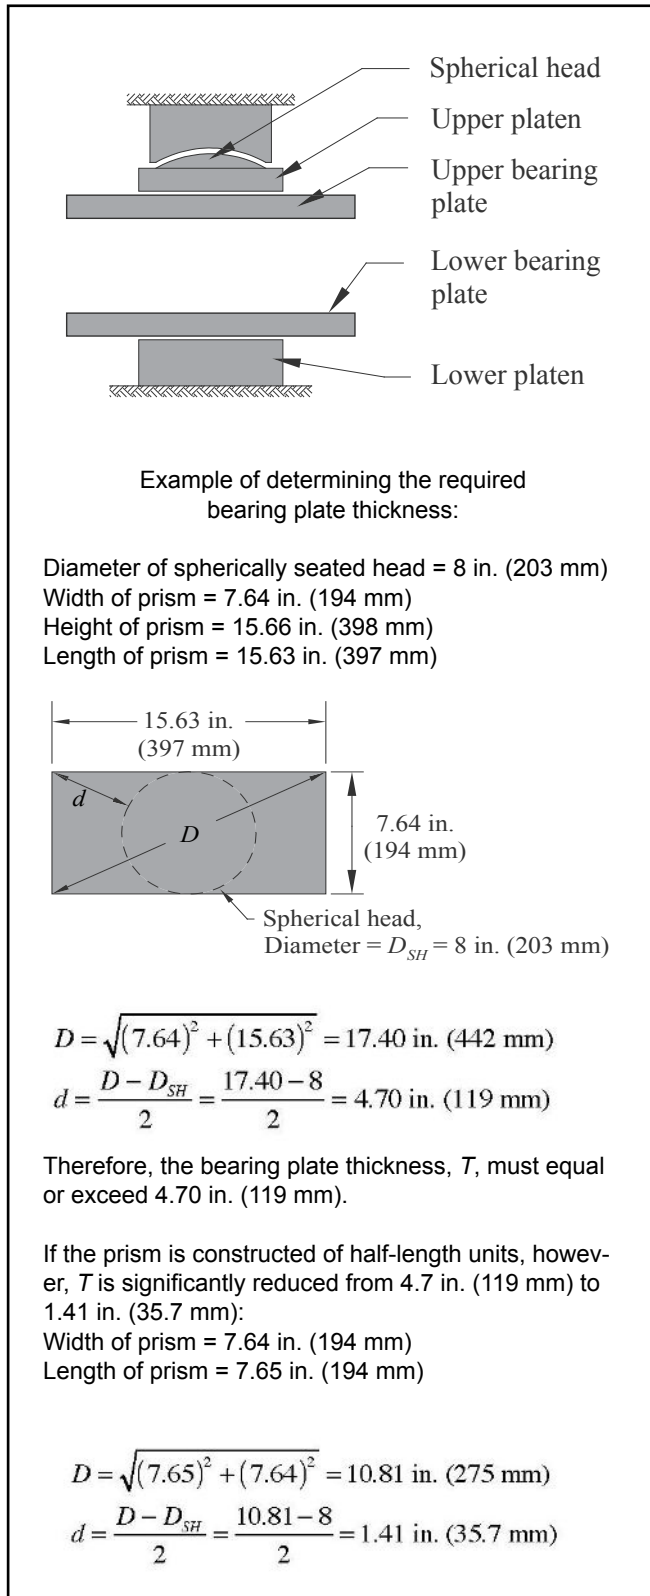 Spherical head
Upper platen
Upper bearing
plate
Lower bearing
plate
Lower platen
Example of determining the required
bearing plate thickness:
Diameter of spherically seated head = 8 in. (203 mm)
Width of prism = 7.64 in. (194 mm)
Height of prism = 15.66 in. (398 mm)
Length of prism = 15.63 in. (397 mm)
15.63 in.
(397 mm)
d
D
7.64 in.
(194 mm)
Spherical head,
Diameter = D_SH = 8 in. (203 mm)
D = √((7.64)² + (15.63)²) = 17.40 in. (442 mm)
d = (D − D_SH)/2 = (17.40 − 8)/2 = 4.70 in. (119 mm)
Therefore, the bearing plate thickness, T, must equal
or exceed 4.70 in. (119 mm).
If the prism is constructed of half-length units, howev-
er, T is significantly reduced from 4.7 in. (119 mm) to
1.41 in. (35.7 mm):
Width of prism = 7.64 in. (194 mm)
Length of prism = 7.65 in. (194 mm)
D = √((7.65)² + (7.64)²) = 10.81 in. (275 mm)
d = (D − D_SH)/2 = (10.81 − 8)/2 = 1.41 in. (35.7 mm)